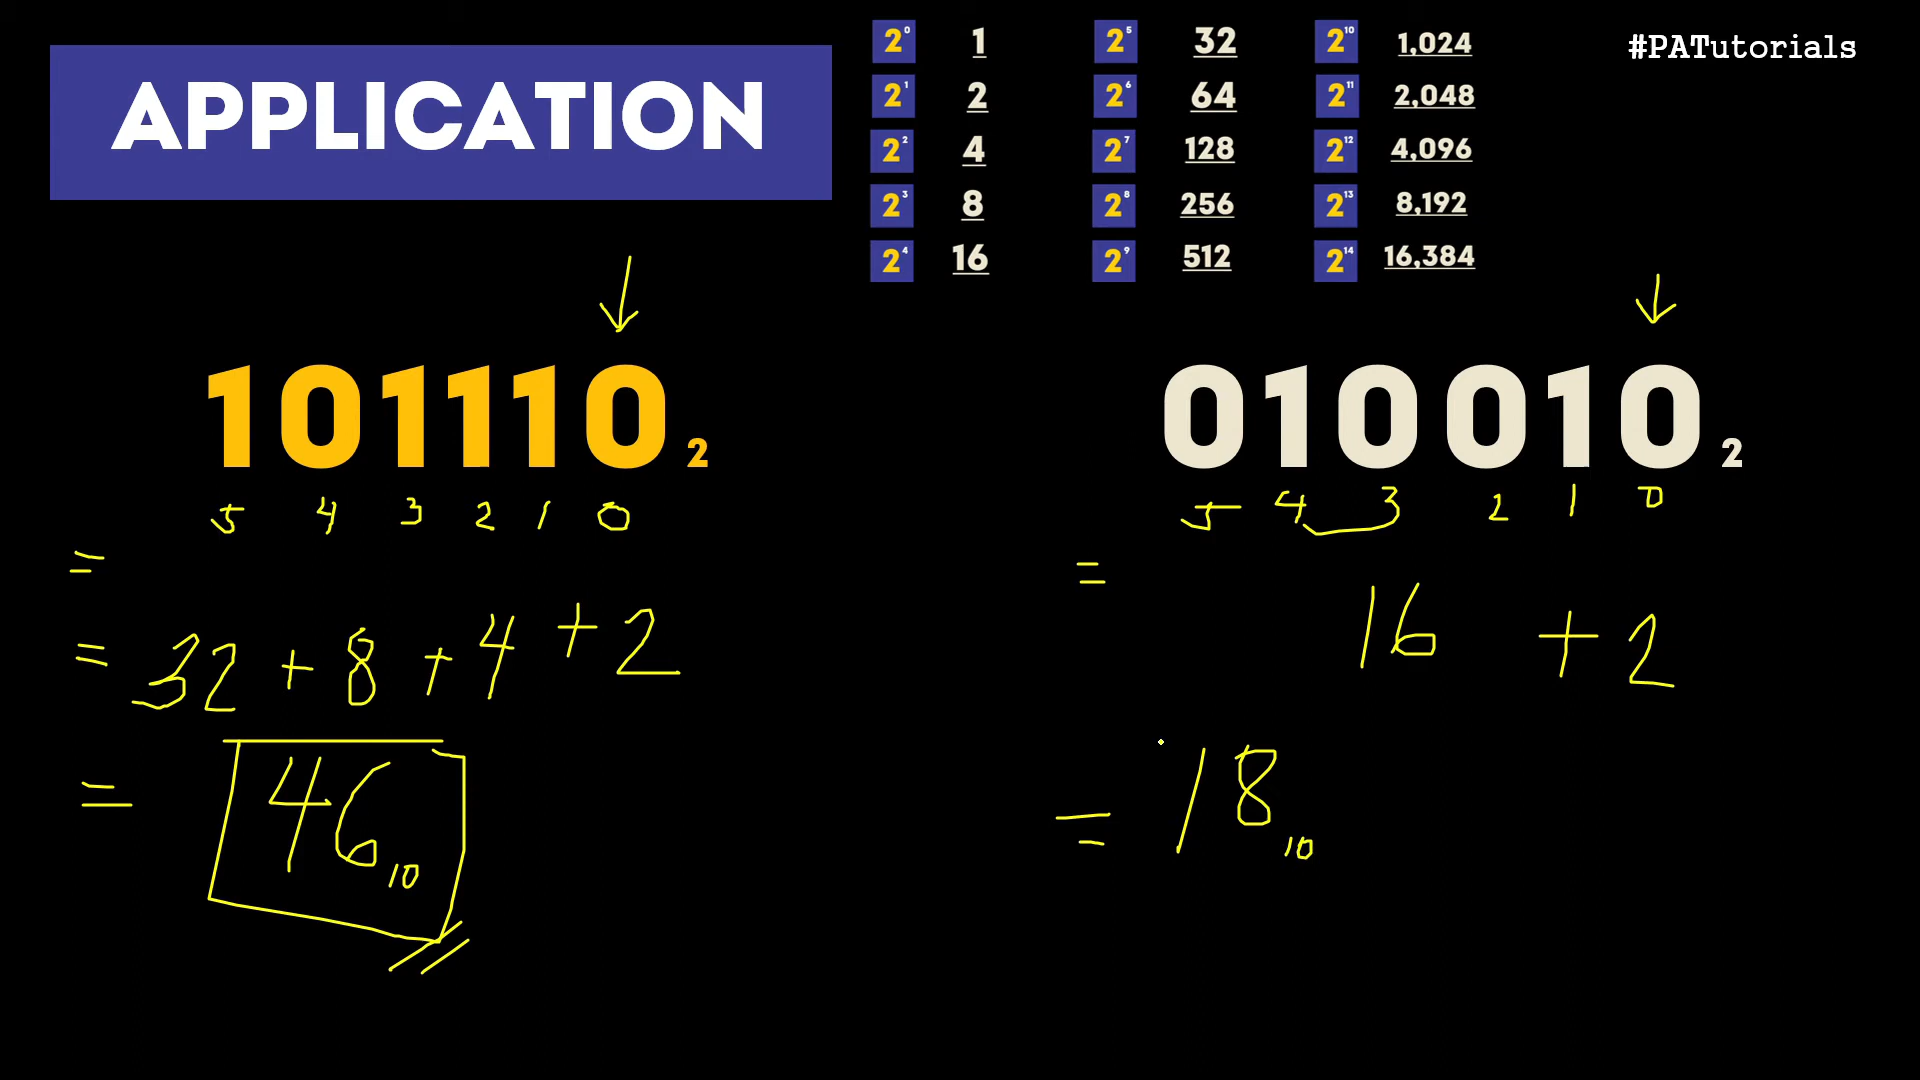 APPLICATION
#PATutorials
2⁰ 1 2⁵ 32 2¹⁰ 1,024
2¹ 2 2⁶ 64 2¹¹ 2,048
2² 4 2⁷ 128 2¹² 4,096
2³ 8 2⁸ 256 2¹³ 8,192
2⁴ 16 2⁹ 512 2¹⁴ 16,384
101110₂
5 4 3 2 1 0
=
= 32 + 8 + 4 + 2
= 46₁₀
010010₂
5 4 3 2 1 0
=
16 + 2
= 18₁₀